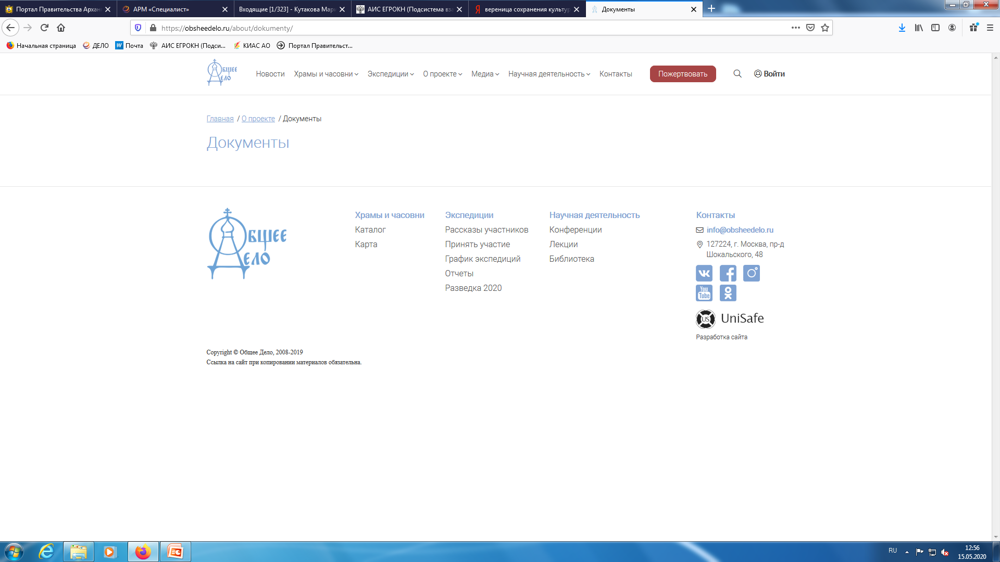 Портал ПравительстваАрхан
АРМ «Специалист»
Входящие [1/323] - Кутакова Мари
АИС ЕГРОКН (Подсистема вза
вереница сохранения культур
Документы
https://obsheedelo.ru/about/dokumenty/
Начальная страница
ДЕЛО
Почта
АИС ЕГРОКН (Подси...
КИАС АО
Портал Правительст...
Общее Дело
Новости
Храмы и часовни
Экспедиции
О проекте
Медиа
Научная деятельность
Контакты
Пожертвовать
Войти
Главная / О проекте / Документы
Документы
Общее
Дело
Храмы и часовни
Каталог
Карта
Экспедиции
Рассказы участников
Принять участие
График экспедиций
Отчеты
Разведка 2020
Научная деятельность
Конференции
Лекции
Библиотека
Контакты
info@obsheedelo.ru
127224, г. Москва, пр-д
Шокальского, 48
You
Tube
US UniSafe
Разработка сайта
Copyright © Общее Дело, 2008-2019
Ссылка на сайт при копировании материалов обязательна.
RU
12:56
15.05.2020